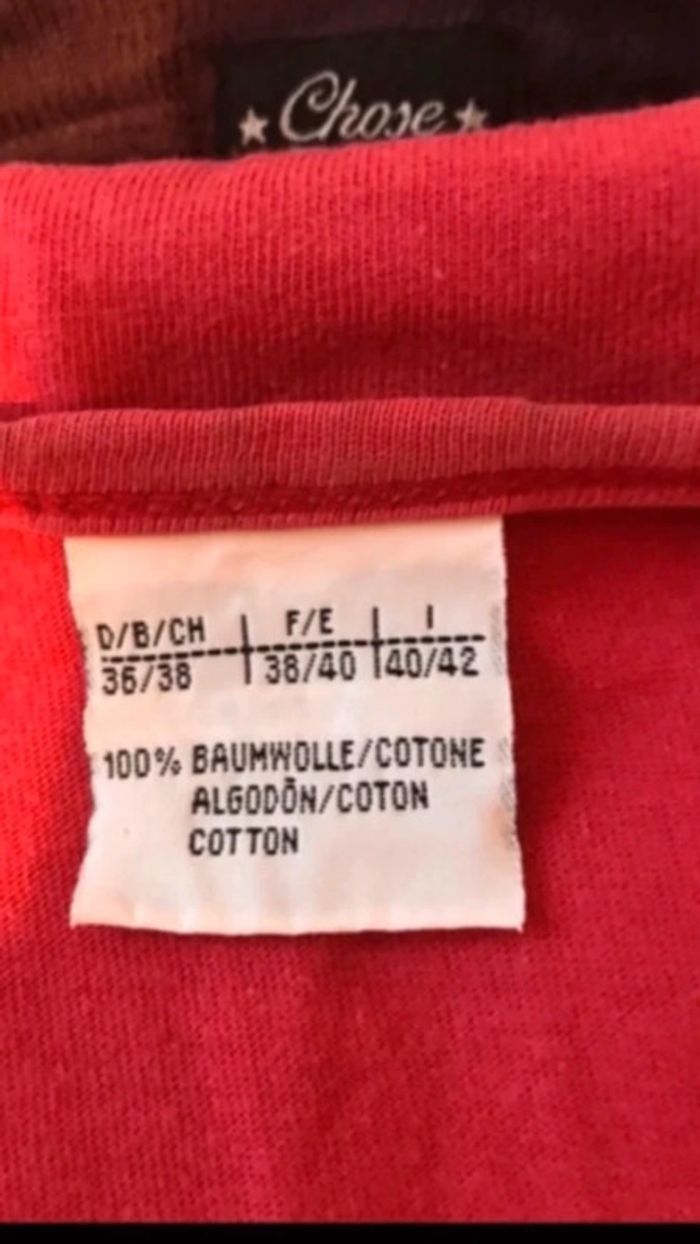 Chose
D/B/CH | F/E | I
36/38 | 38/40 | 40/42
100% BAUMWOLLE/COTONE
ALGODÕN/COTON
COTTON